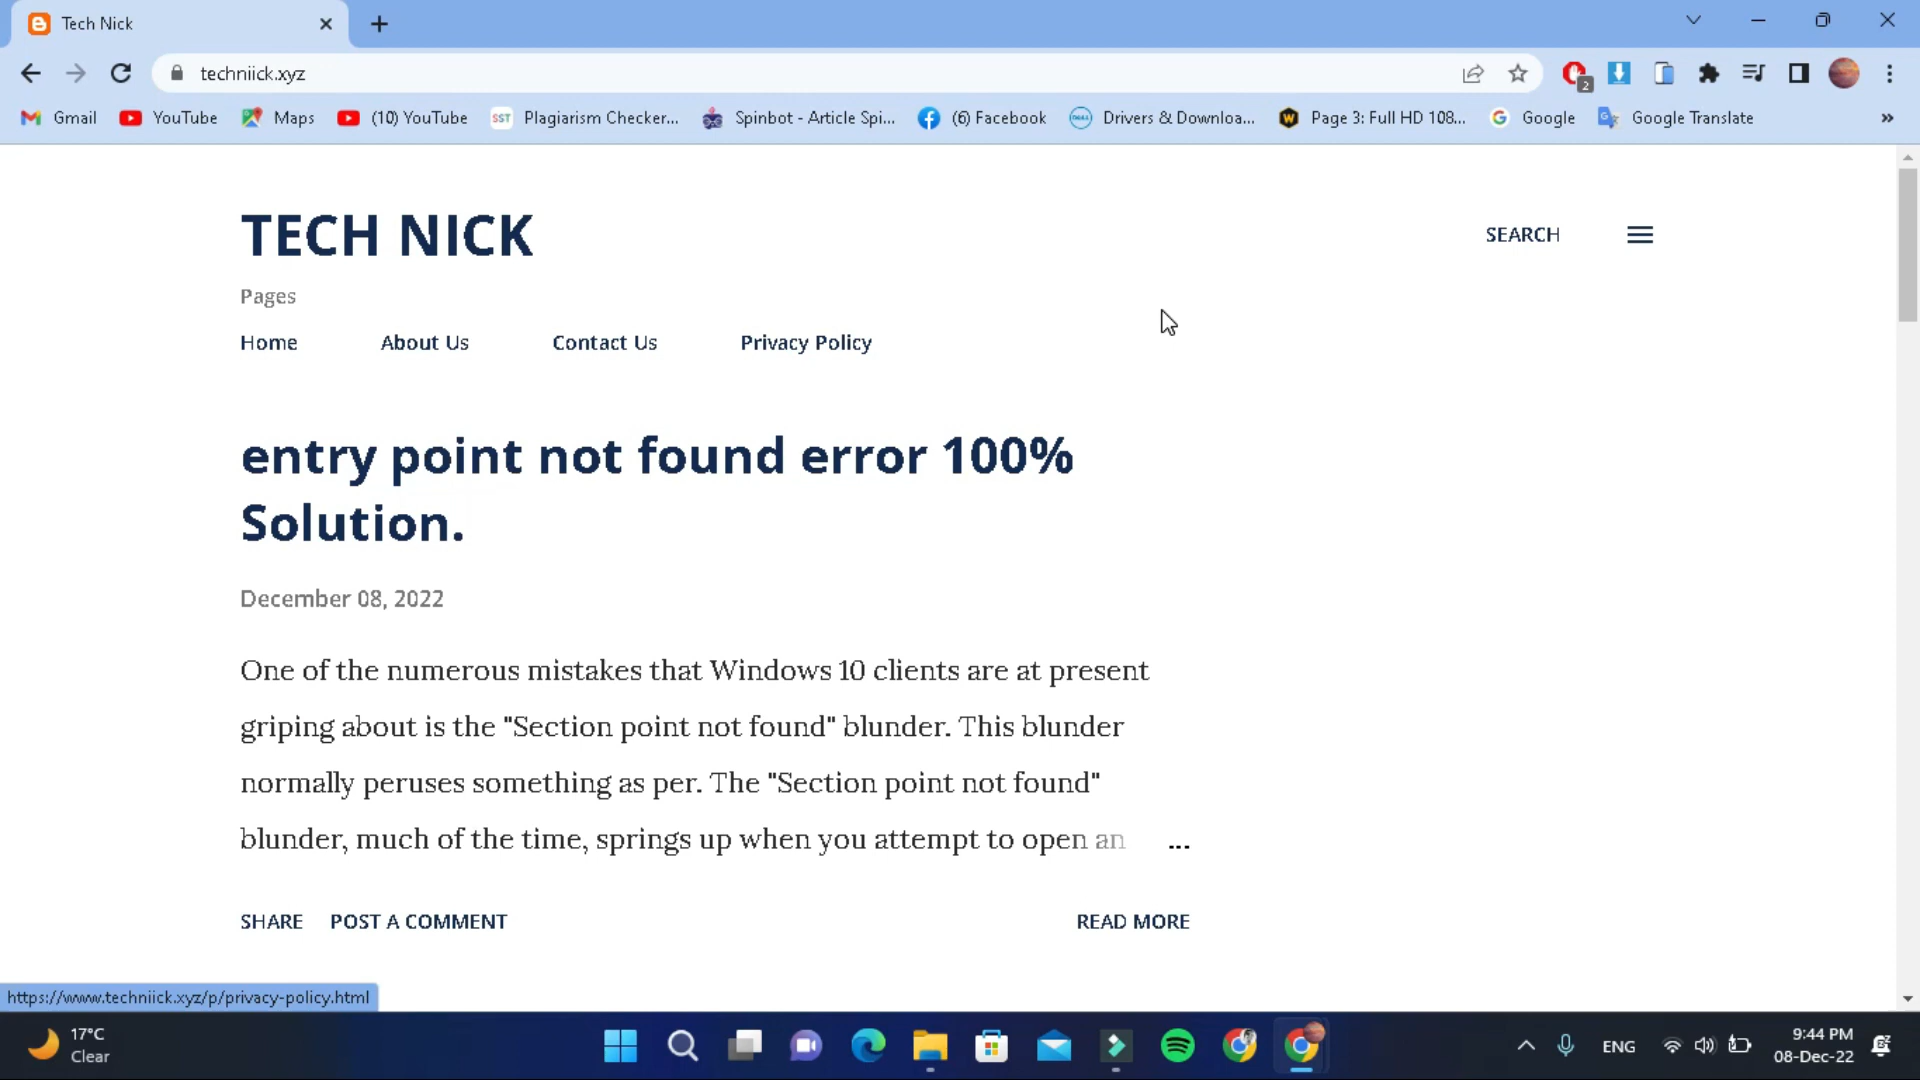 Tech Nick
techniick.xyz
2
Gmail YouTube Maps (10) YouTube SST Plagiarism Checker... Spinbot - Article Spi... (6) Facebook DELL Drivers & Downloa... W Page 3: Full HD 108... Google Google Translate »
TECH NICK
SEARCH
Pages
Home About Us Contact Us Privacy Policy
entry point not found error 100%
Solution.
December 08, 2022
One of the numerous mistakes that Windows 10 clients are at present
griping about is the "Section point not found" blunder. This blunder
normally peruses something as per. The "Section point not found"
blunder, much of the time, springs up when you attempt to open an ...
SHARE POST A COMMENT READ MORE
https://www.techniick.xyz/p/privacy-policy.html
17°C
Clear
ENG
9:44 PM
08-Dec-22